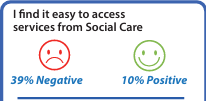 I find it easy to access
services from Social Care
39% Negative 10% Positive